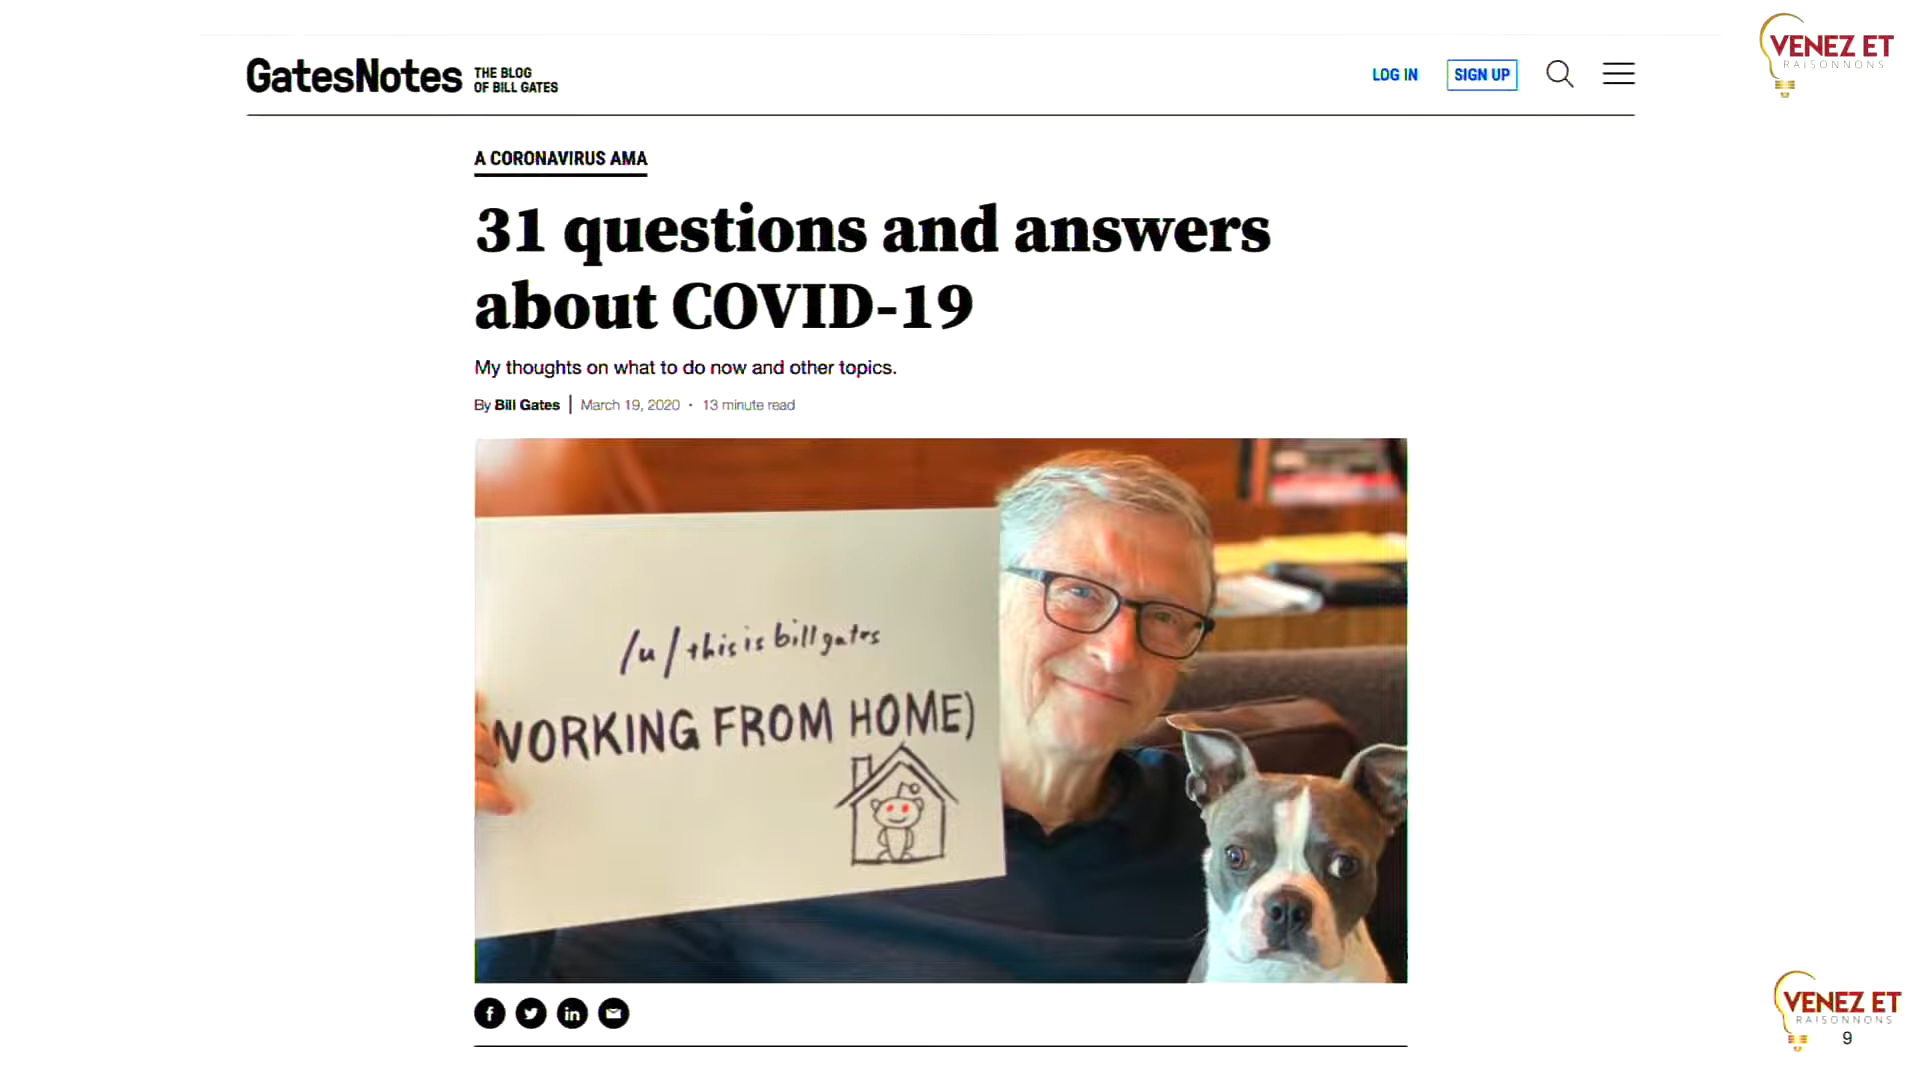 GatesNotes
THE BLOG
OF BILL GATES
LOG IN
SIGN UP
VENEZ ET
RAISONNONS
A CORONAVIRUS AMA
31 questions and answers
about COVID-19
My thoughts on what to do now and other topics.
By Bill Gates | March 19, 2020 • 13 minute read
/u/thisisbillgates
WORKING FROM HOME)
VENEZ ET
RAISONNONS
9